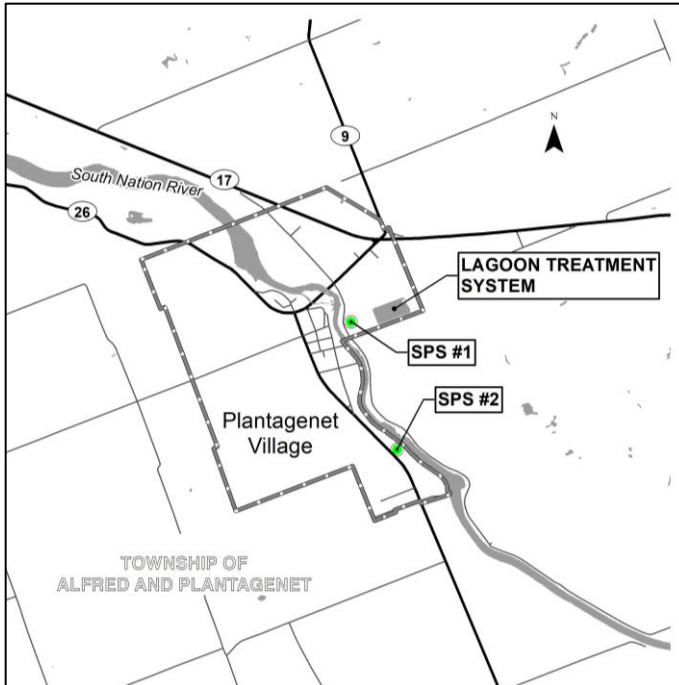 N
9
South Nation River
17
26
LAGOON TREATMENT
SYSTEM
SPS #1
SPS #2
Plantagenet
Village
TOWNSHIP OF
ALFRED AND PLANTAGENET